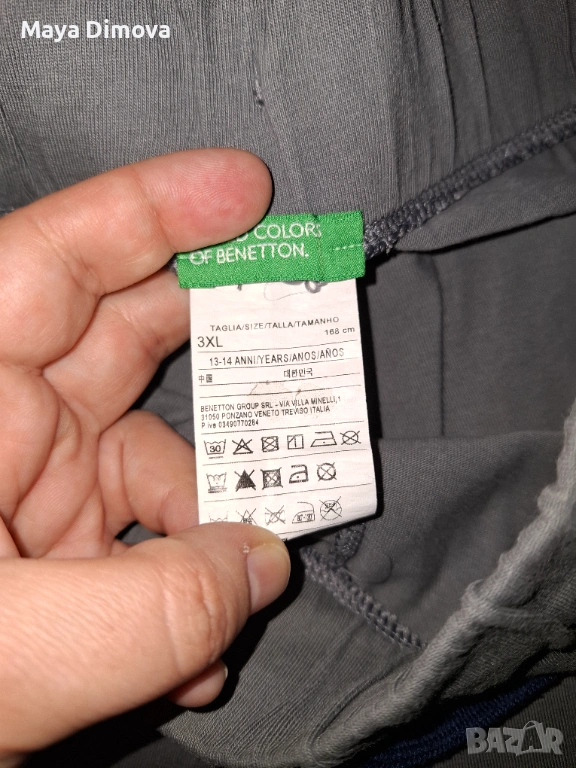 Maya Dimova
COLORS
OF BENETTON.
TAGLIA/SIZE/TALLA/TAMANHO
3XL 168 cm
13-14 ANNI/YEARS/ANOS/AÑOS
中国 대한민국
BENETTON GROUP SRL - VIA VILLA MINELLI,1
31050 PONZANO VENETO TREVISO ITALIA
P.iva 03490770264
30
BAZAR